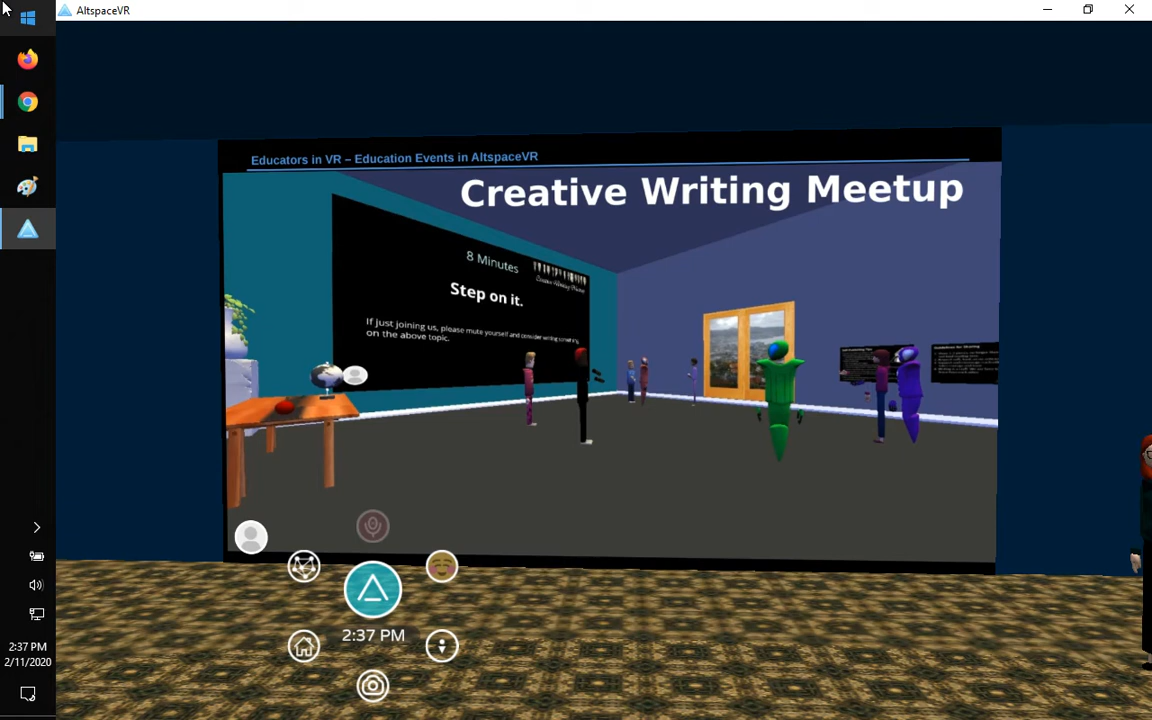 AltspaceVR
Educators in VR – Education Events in AltspaceVR
Creative Writing Meetup
8 Minutes
Step on it.
If just joining us, please mute yourself and consider writing something
on the above topic.
2:37 PM
2:37 PM
2/11/2020